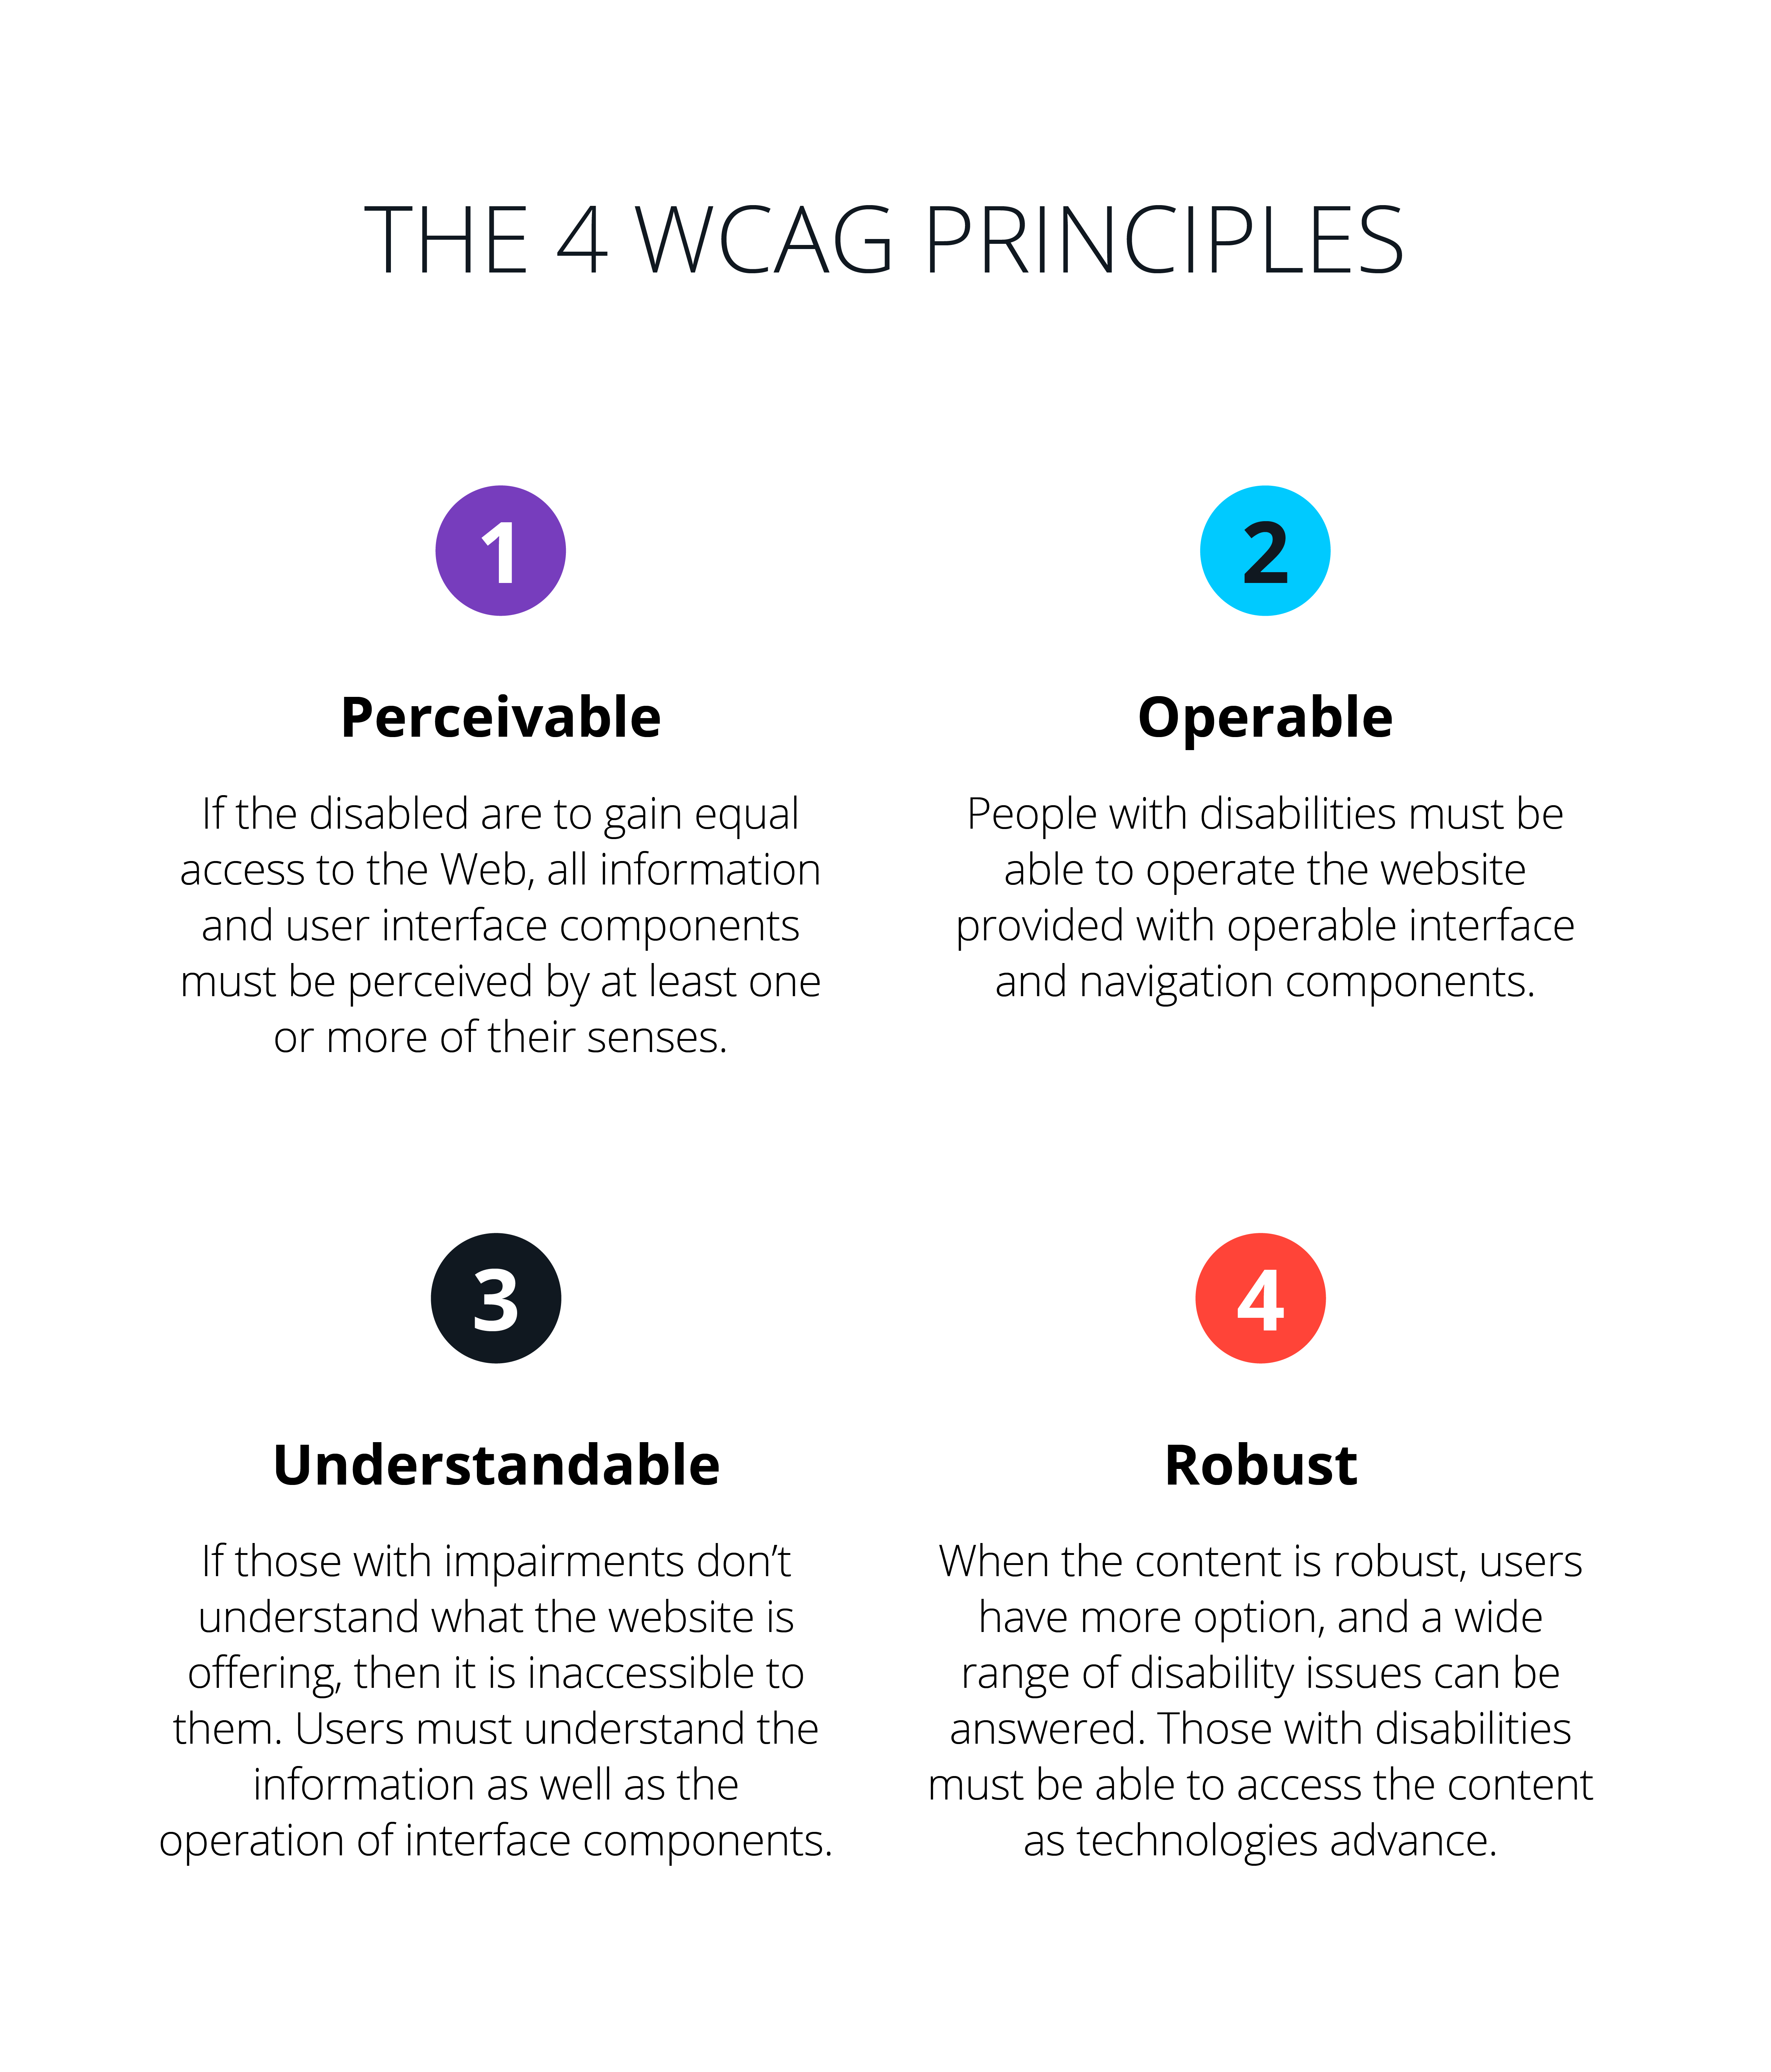 THE 4 WCAG PRINCIPLES
1
Perceivable
If the disabled are to gain equal
access to the Web, all information
and user interface components
must be perceived by at least one
or more of their senses.
2
Operable
People with disabilities must be
able to operate the website
provided with operable interface
and navigation components.
3
Understandable
If those with impairments don’t
understand what the website is
offering, then it is inaccessible to
them. Users must understand the
information as well as the
operation of interface components.
4
Robust
When the content is robust, users
have more option, and a wide
range of disability issues can be
answered. Those with disabilities
must be able to access the content
as technologies advance.